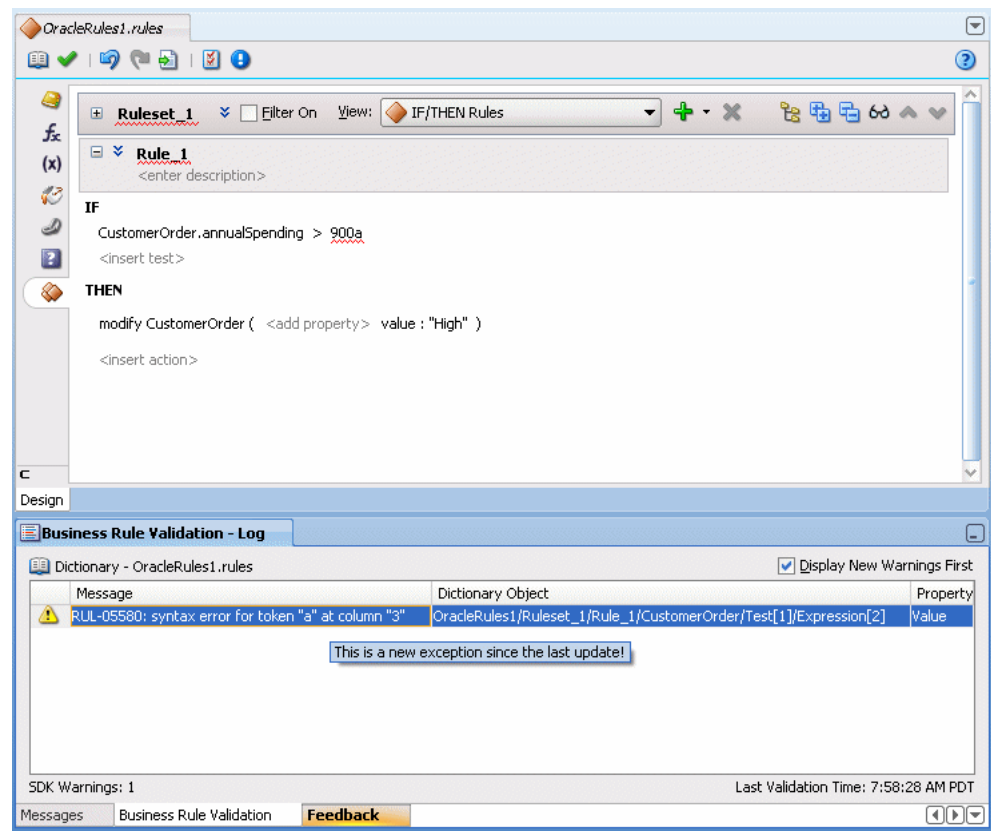 OracleRules1.rules
Ruleset_1 Filter On View: IF/THEN Rules
Rule_1
<enter description>
fx
(x)
IF
CustomerOrder.annualSpending > 900a
<insert test>
THEN
modify CustomerOrder ( <add property> value : "High" )
<insert action>
Design
Business Rule Validation - Log
Dictionary - OracleRules1.rules Display New Warnings First
Message Dictionary Object Property
RUL-05580: syntax error for token "a" at column "3" OracleRules1/Ruleset_1/Rule_1/CustomerOrder/Test[1]/Expression[2] Value
This is a new exception since the last update!
SDK Warnings: 1 Last Validation Time: 7:58:28 AM PDT
Messages Business Rule Validation Feedback